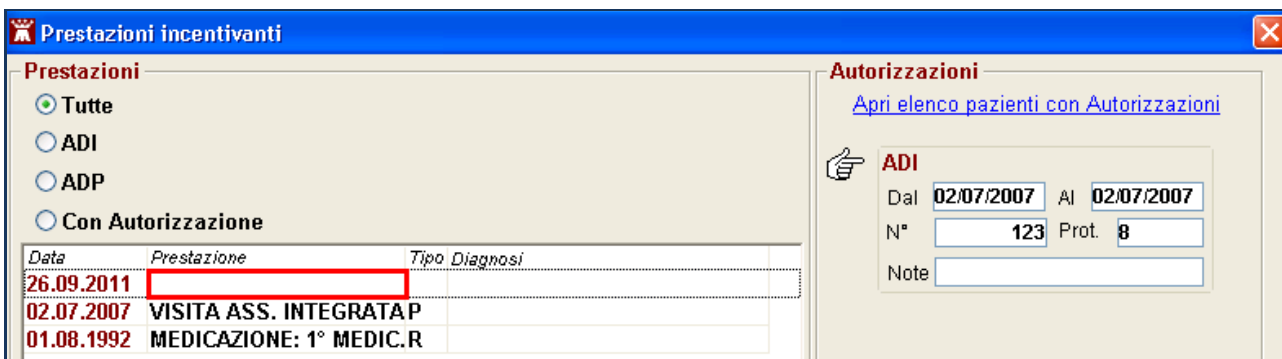 Prestazioni incentivanti
Prestazioni
Tutte
ADI
ADP
Con Autorizzazione
Data Prestazione Tipo Diagnosi
26.09.2011
02.07.2007 VISITA ASS. INTEGRATA P
01.08.1992 MEDICAZIONE: 1° MEDIC. R
Autorizzazioni
Apri elenco pazienti con Autorizzazioni
ADI
Dal 02/07/2007 Al 02/07/2007
N° 123 Prot. 8
Note